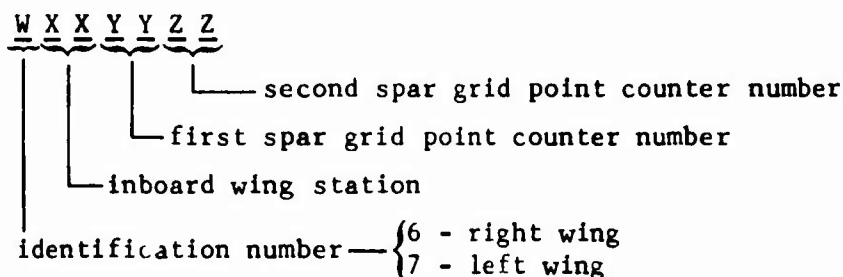 W X X Y Y Z Z
second spar grid point counter number
first spar grid point counter number
inboard wing station
identification number
6 - right wing
7 - left wing